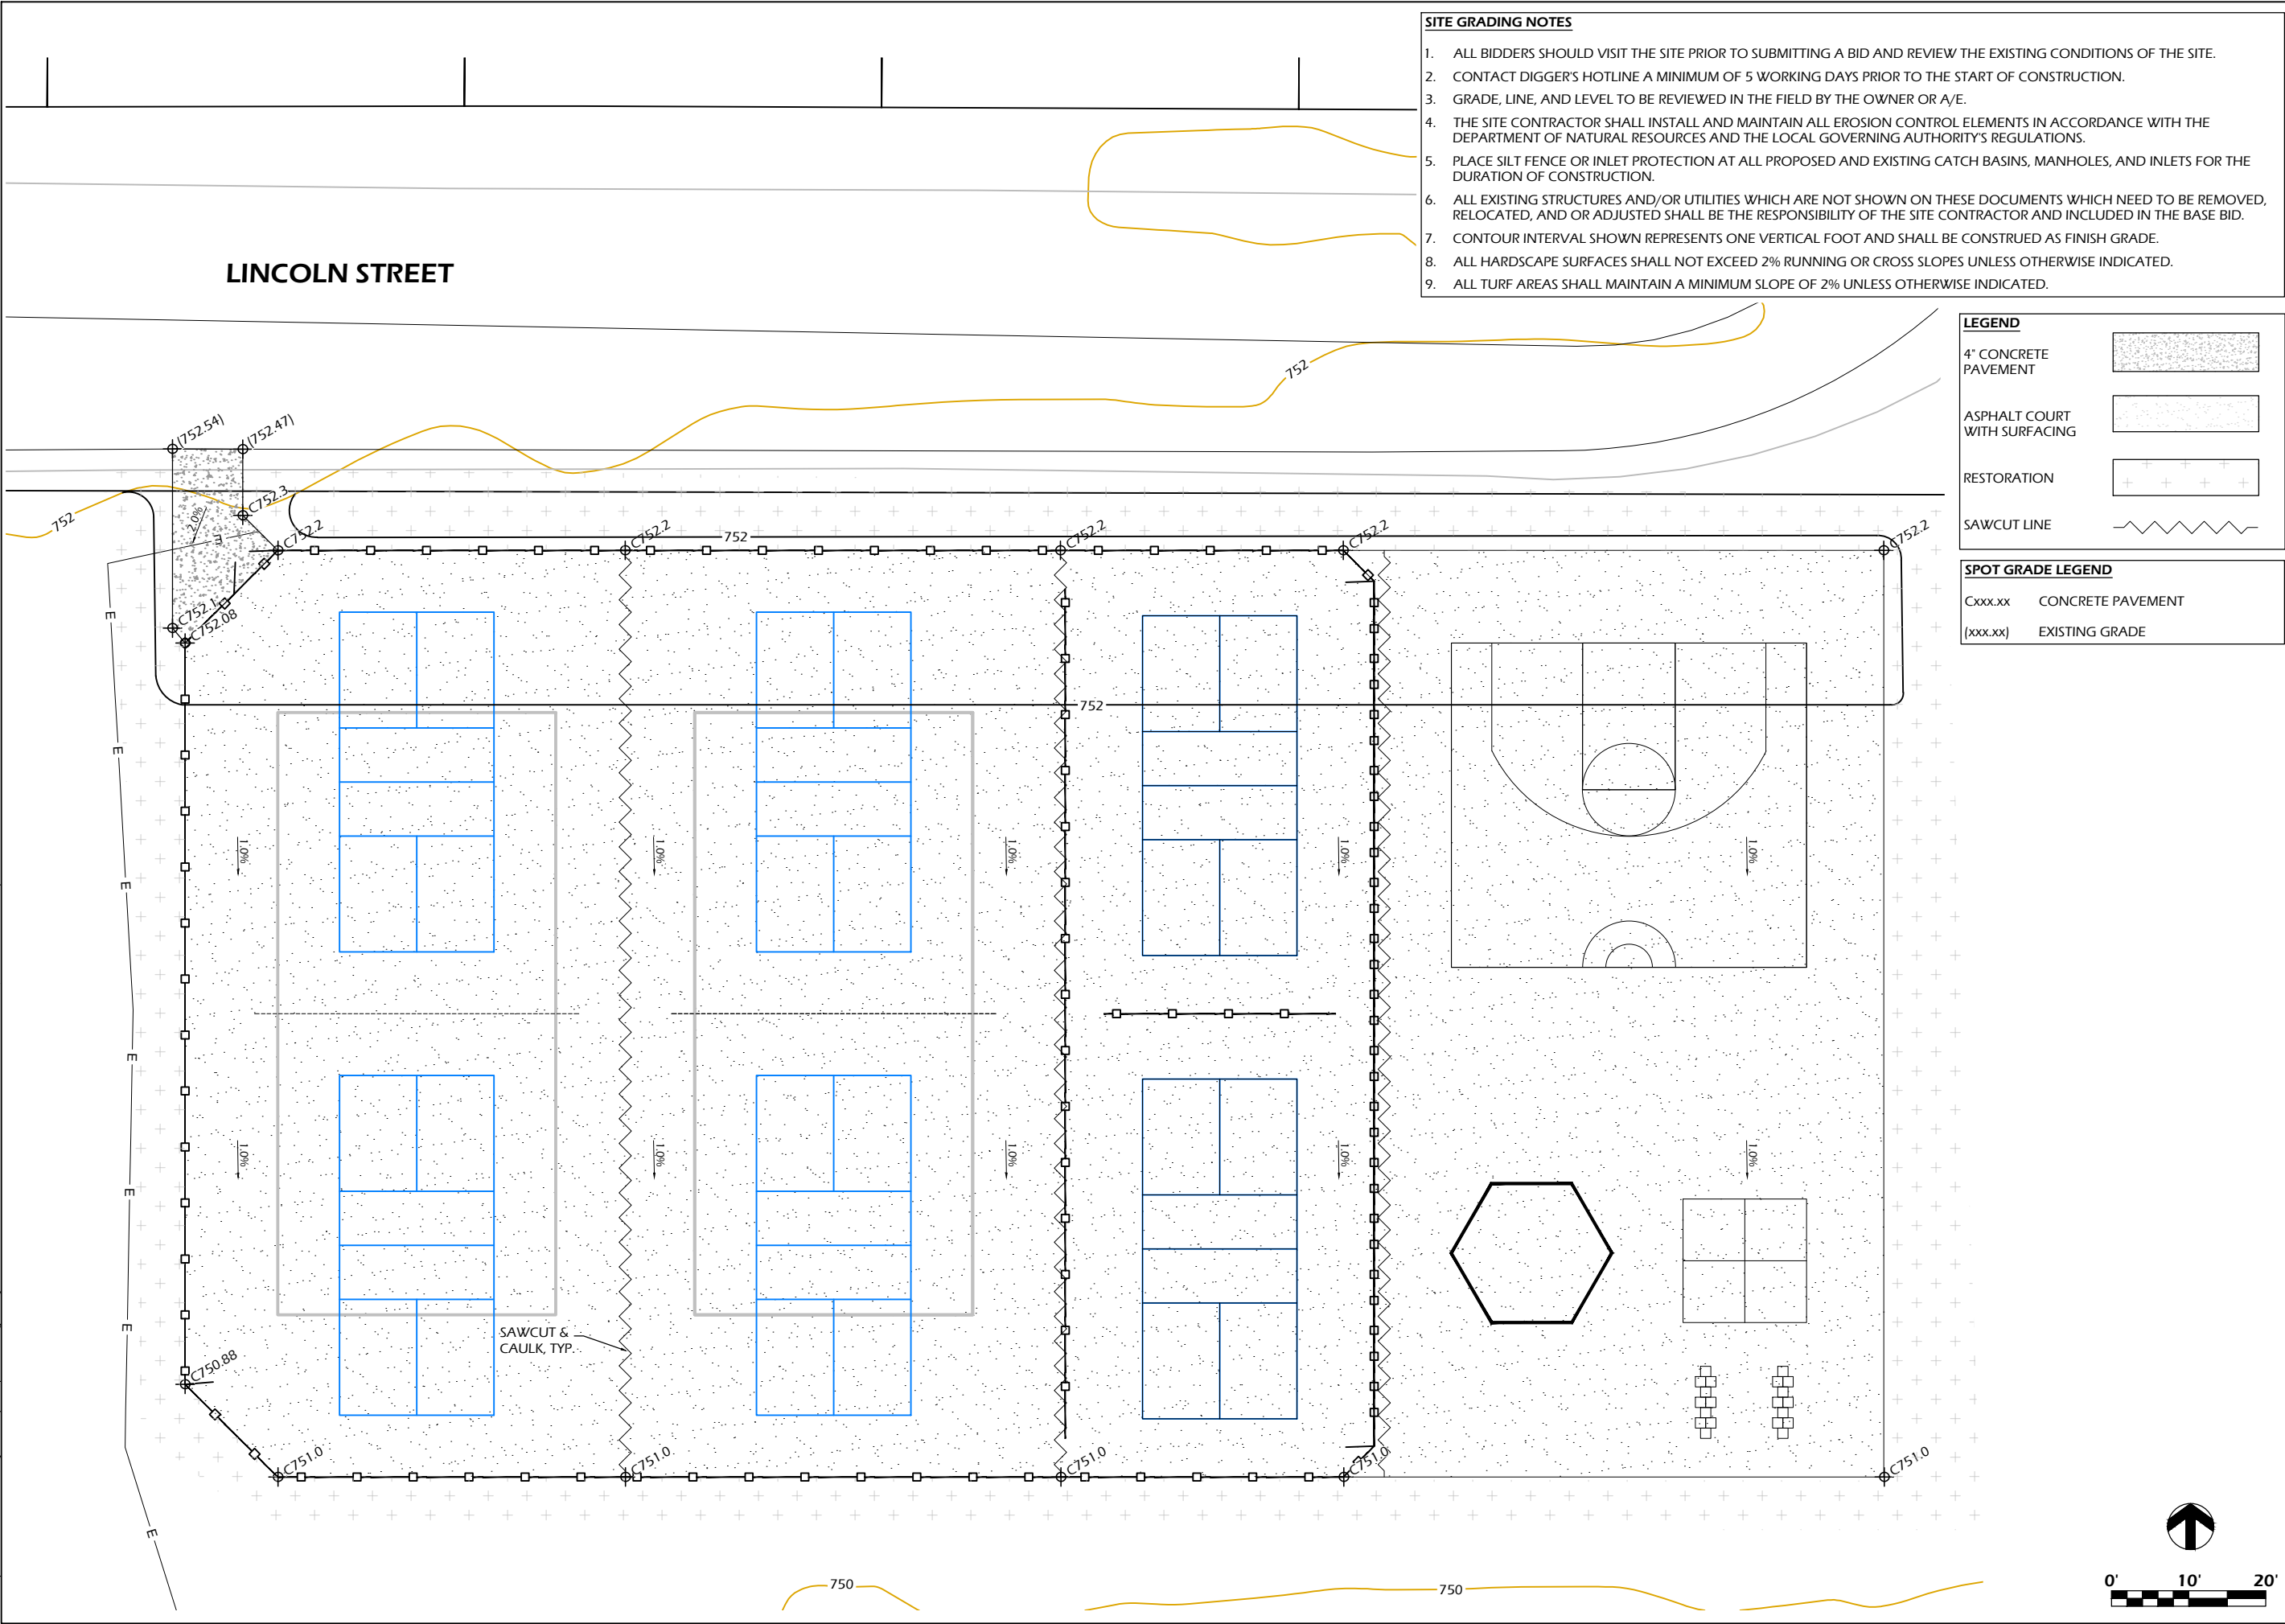 SITE GRADING NOTES
1. ALL BIDDERS SHOULD VISIT THE SITE PRIOR TO SUBMITTING A BID AND REVIEW THE EXISTING CONDITIONS OF THE SITE.
2. CONTACT DIGGER'S HOTLINE A MINIMUM OF 5 WORKING DAYS PRIOR TO THE START OF CONSTRUCTION.
3. GRADE, LINE, AND LEVEL TO BE REVIEWED IN THE FIELD BY THE OWNER OR A/E.
4. THE SITE CONTRACTOR SHALL INSTALL AND MAINTAIN ALL EROSION CONTROL ELEMENTS IN ACCORDANCE WITH THE
DEPARTMENT OF NATURAL RESOURCES AND THE LOCAL GOVERNING AUTHORITY'S REGULATIONS.
5. PLACE SILT FENCE OR INLET PROTECTION AT ALL PROPOSED AND EXISTING CATCH BASINS, MANHOLES, AND INLETS FOR THE
DURATION OF CONSTRUCTION.
6. ALL EXISTING STRUCTURES AND/OR UTILITIES WHICH ARE NOT SHOWN ON THESE DOCUMENTS WHICH NEED TO BE REMOVED,
RELOCATED, AND OR ADJUSTED SHALL BE THE RESPONSIBILITY OF THE SITE CONTRACTOR AND INCLUDED IN THE BASE BID.
7. CONTOUR INTERVAL SHOWN REPRESENTS ONE VERTICAL FOOT AND SHALL BE CONSTRUED AS FINISH GRADE.
8. ALL HARDSCAPE SURFACES SHALL NOT EXCEED 2% RUNNING OR CROSS SLOPES UNLESS OTHERWISE INDICATED.
9. ALL TURF AREAS SHALL MAINTAIN A MINIMUM SLOPE OF 2% UNLESS OTHERWISE INDICATED.
LINCOLN STREET
LEGEND
4" CONCRETE
PAVEMENT
ASPHALT COURT
WITH SURFACING
RESTORATION
SAWCUT LINE
SPOT GRADE LEGEND
Cxxx.xx CONCRETE PAVEMENT
(xxx.xx) EXISTING GRADE
752
(752.54)
(752.47)
752
C752.3
2.0%
E
C752.2
C752.2
752
C752.2
C752.2
C752.2
C752.1
C752.08
E
752
E
1.0%
1.0%
1.0%
1.0%
1.0%
E
E
1.0%
1.0%
1.0%
1.0%
1.0%
E
E
SAWCUT &
CAULK, TYP.
C750.88
C751.0
C751.0
C751.0
C751.0
C751.0
E
750
750
0' 10' 20'